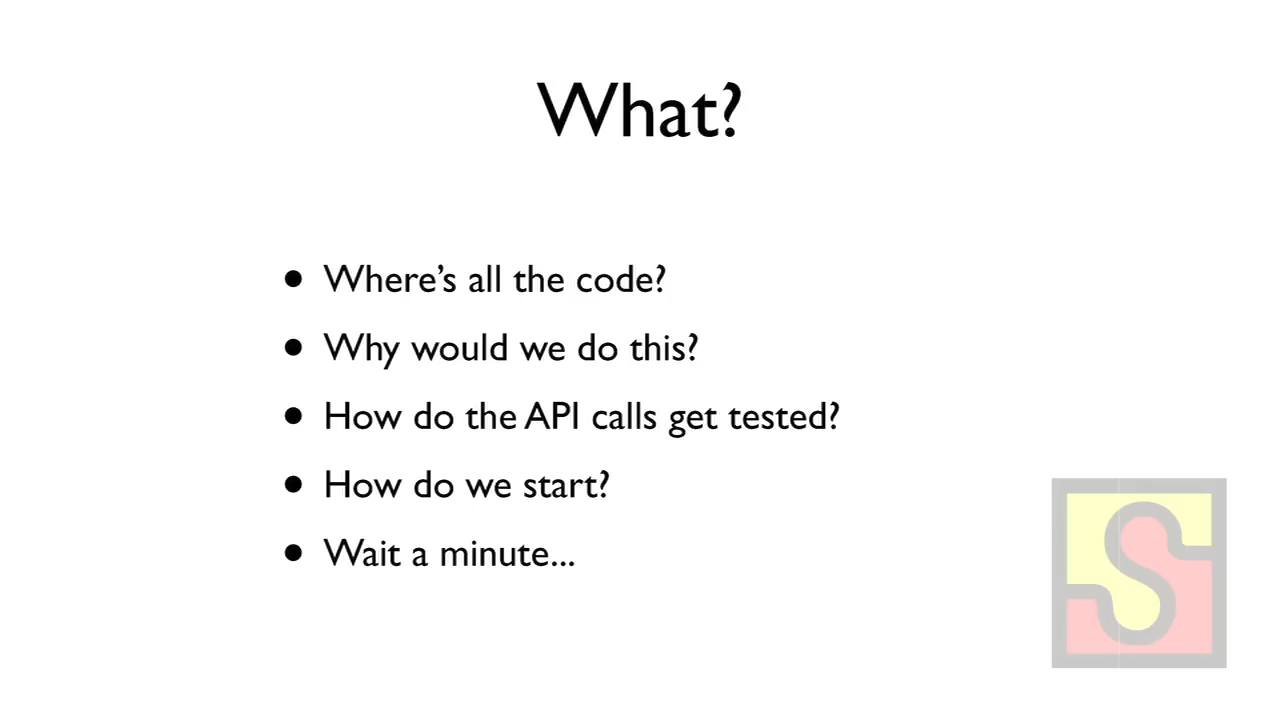 What?
• Where’s all the code?
• Why would we do this?
• How do the API calls get tested?
• How do we start?
• Wait a minute...
S